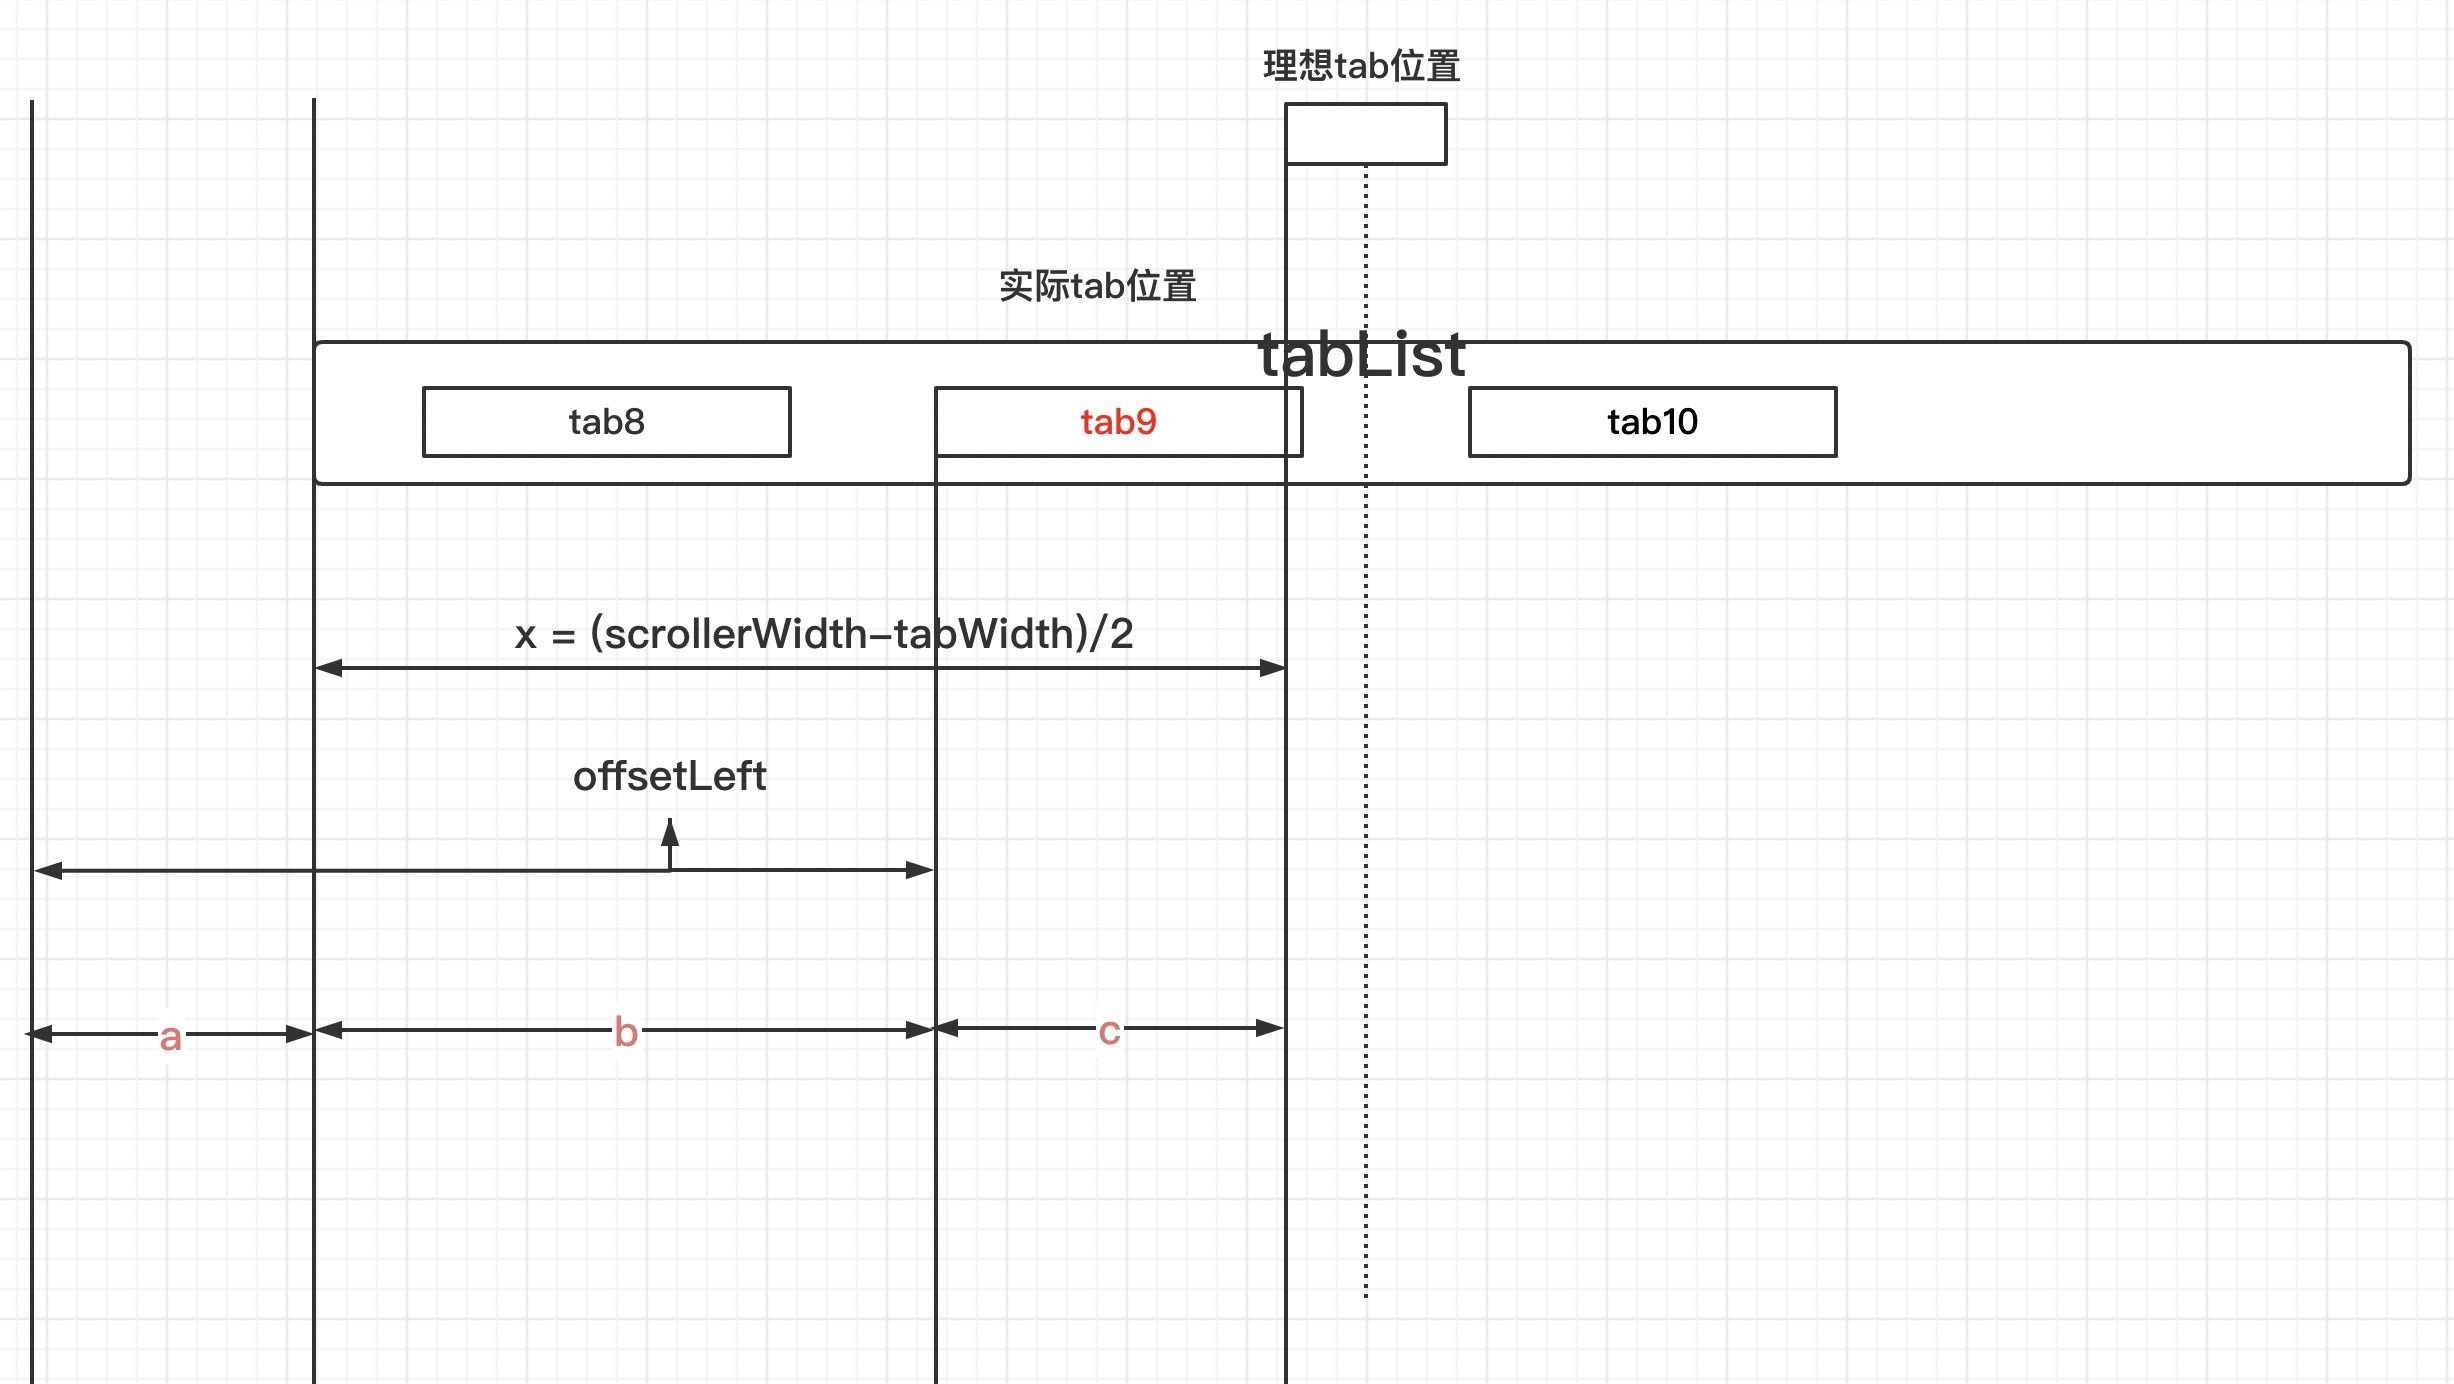 理想tab位置
实际tab位置
tabList
tab8
tab9
tab10
x = (scrollerWidth-tabWidth)/2
offsetLeft
a
b
c